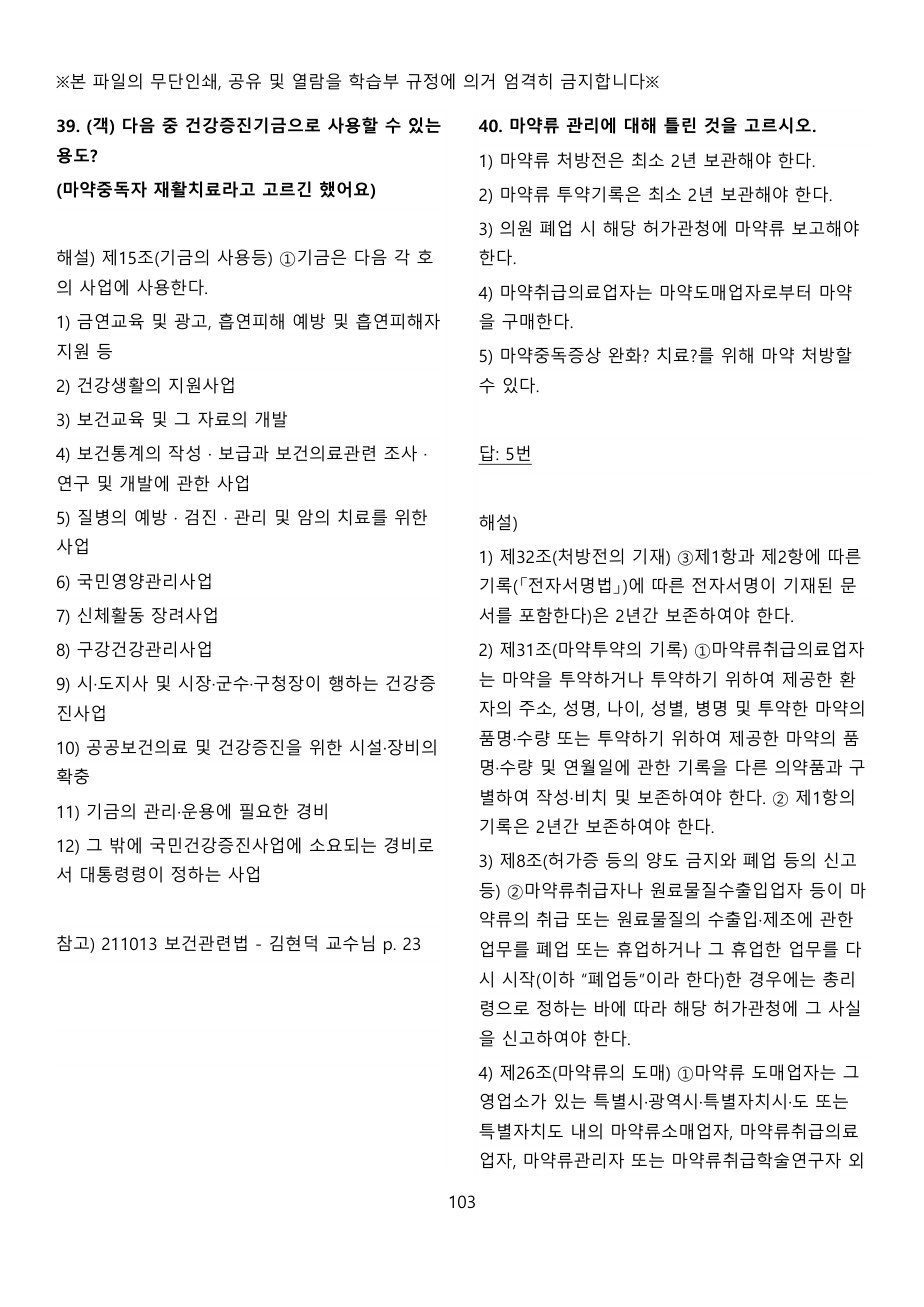 ※본 파일의 무단인쇄, 공유 및 열람을 학습부 규정에 의거 엄격히 금지합니다※
39. (객) 다음 중 건강증진기금으로 사용할 수 있는
용도?
(마약중독자 재활치료라고 고르긴 했어요)
해설) 제15조(기금의 사용등) ①기금은 다음 각 호
의 사업에 사용한다.
1) 금연교육 및 광고, 흡연피해 예방 및 흡연피해자
지원 등
2) 건강생활의 지원사업
3) 보건교육 및 그 자료의 개발
4) 보건통계의 작성 · 보급과 보건의료관련 조사 ·
연구 및 개발에 관한 사업
5) 질병의 예방 · 검진 · 관리 및 암의 치료를 위한
사업
6) 국민영양관리사업
7) 신체활동 장려사업
8) 구강건강관리사업
9) 시·도지사 및 시장·군수·구청장이 행하는 건강증
진사업
10) 공공보건의료 및 건강증진을 위한 시설·장비의
확충
11) 기금의 관리·운용에 필요한 경비
12) 그 밖에 국민건강증진사업에 소요되는 경비로
서 대통령령이 정하는 사업
참고) 211013 보건관련법 - 김현덕 교수님 p. 23
40. 마약류 관리에 대해 틀린 것을 고르시오.
1) 마약류 처방전은 최소 2년 보관해야 한다.
2) 마약류 투약기록은 최소 2년 보관해야 한다.
3) 의원 폐업 시 해당 허가관청에 마약류 보고해야
한다.
4) 마약취급의료업자는 마약도매업자로부터 마약
을 구매한다.
5) 마약중독증상 완화? 치료?를 위해 마약 처방할
수 있다.
답: 5번
해설)
1) 제32조(처방전의 기재) ③제1항과 제2항에 따른
기록(「전자서명법」)에 따른 전자서명이 기재된 문
서를 포함한다)은 2년간 보존하여야 한다.
2) 제31조(마약투약의 기록) ①마약류취급의료업자
는 마약을 투약하거나 투약하기 위하여 제공한 환
자의 주소, 성명, 나이, 성별, 병명 및 투약한 마약의
품명·수량 또는 투약하기 위하여 제공한 마약의 품
명·수량 및 연월일에 관한 기록을 다른 의약품과 구
별하여 작성·비치 및 보존하여야 한다. ② 제1항의
기록은 2년간 보존하여야 한다.
3) 제8조(허가증 등의 양도 금지와 폐업 등의 신고
등) ②마약류취급자나 원료물질수출입업자 등이 마
약류의 취급 또는 원료물질의 수출입·제조에 관한
업무를 폐업 또는 휴업하거나 그 휴업한 업무를 다
시 시작(이하 “폐업등”이라 한다)한 경우에는 총리
령으로 정하는 바에 따라 해당 허가관청에 그 사실
을 신고하여야 한다.
4) 제26조(마약류의 도매) ①마약류 도매업자는 그
영업소가 있는 특별시·광역시·특별자치시·도 또는
특별자치도 내의 마약류소매업자, 마약류취급의료
업자, 마약류관리자 또는 마약류취급학술연구자 외
103